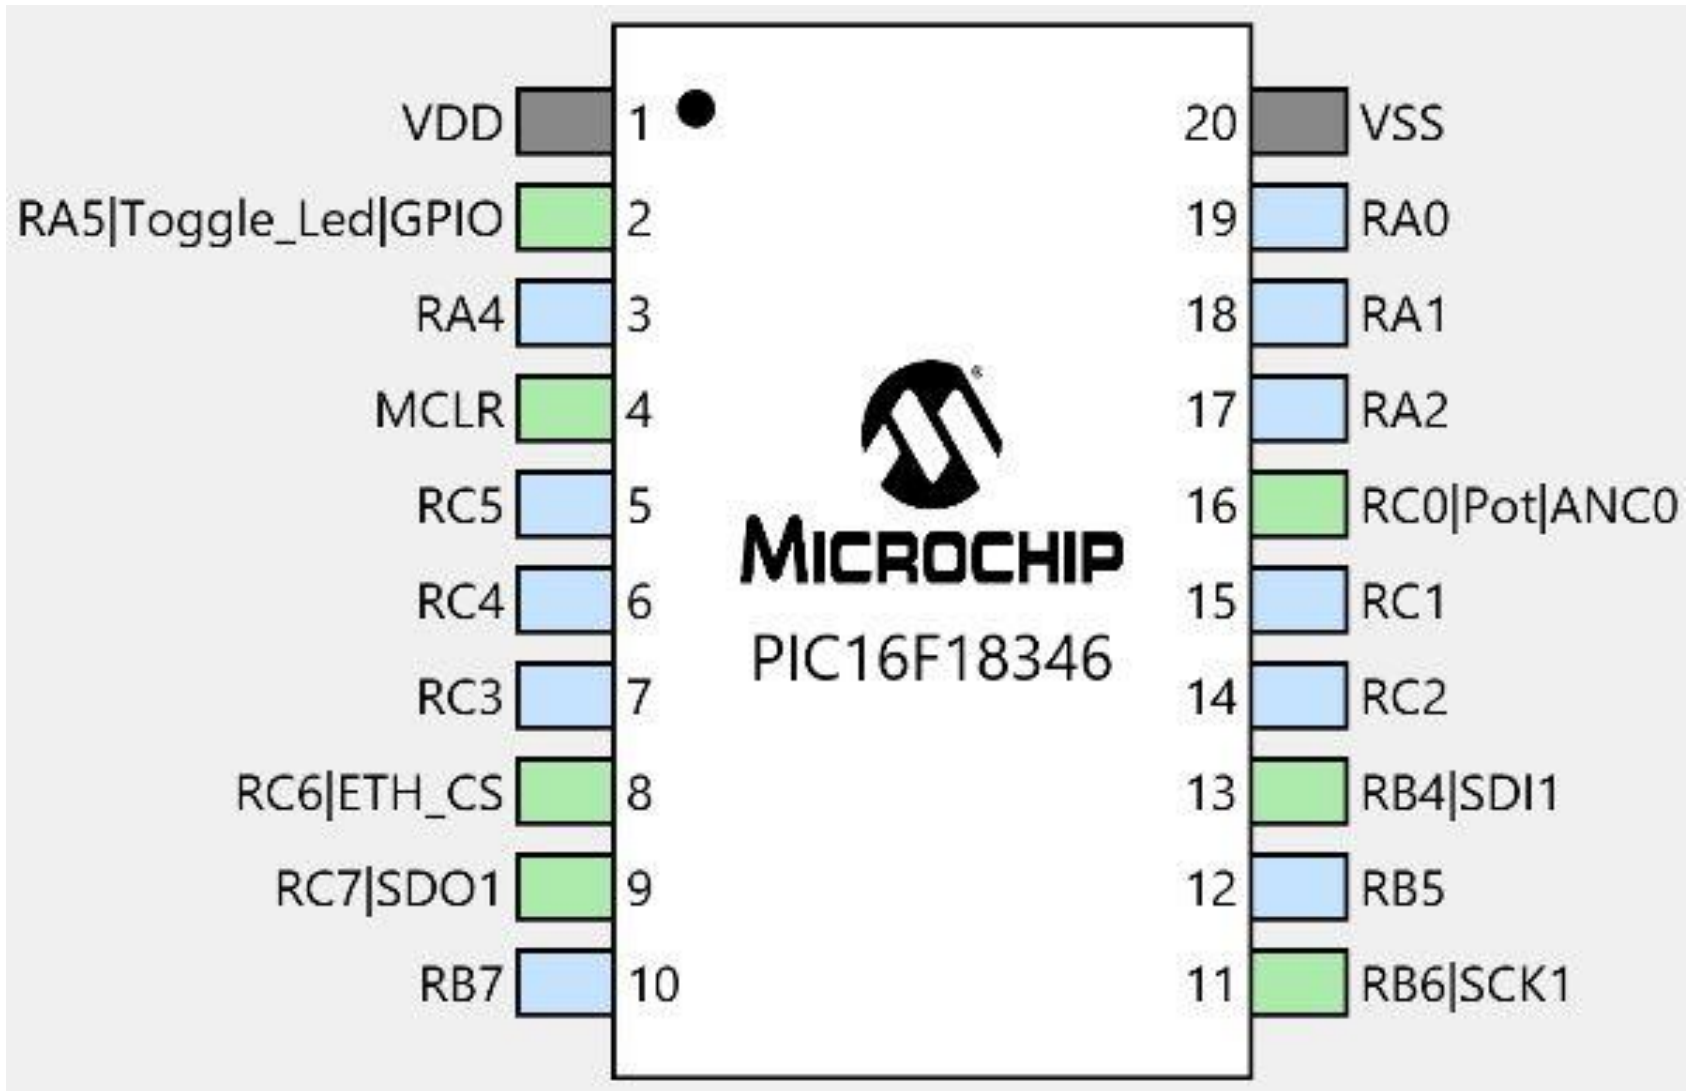 VDD 1 20 VSS
RA5|Toggle_Led|GPIO 2 19 RA0
RA4 3 18 RA1
MCLR 4 17 RA2
RC5 5 16 RC0|Pot|ANC0
RC4 6 15 RC1
RC3 7 14 RC2
RC6|ETH_CS 8 13 RB4|SDI1
RC7|SDO1 9 12 RB5
RB7 10 11 RB6|SCK1
®
MICROCHIP
PIC16F18346